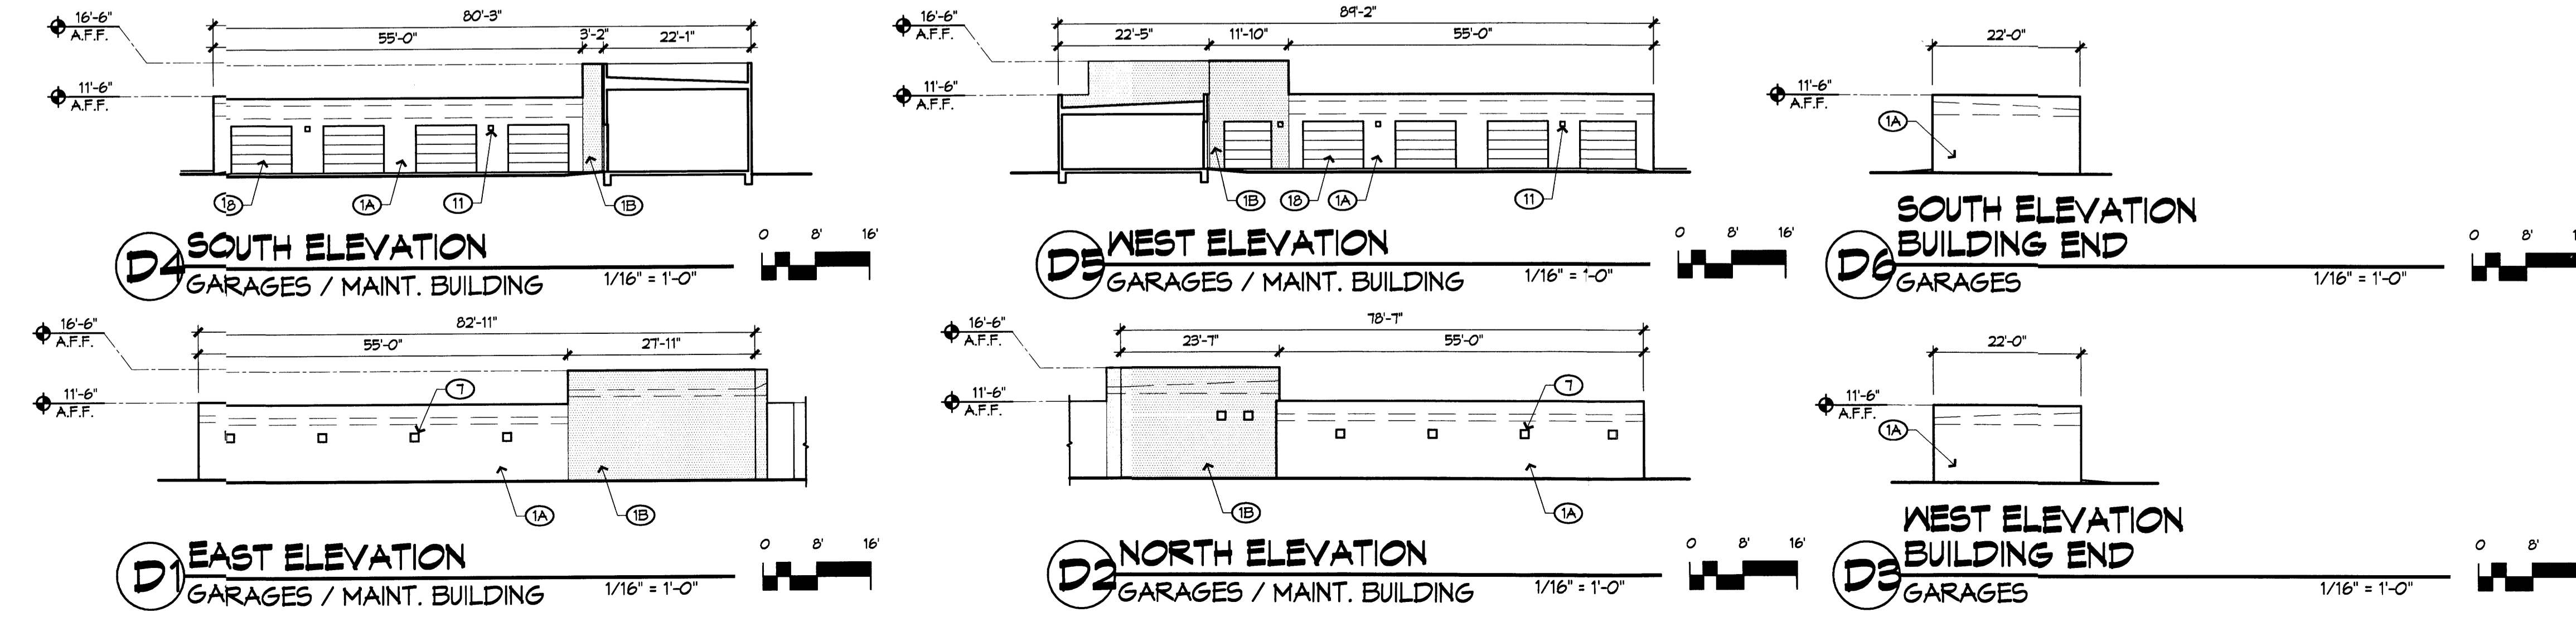 16'-6"
A.F.F.
11'-6"
A.F.F.
80'-3"
55'-0"
3'-2"
22'-1"
18
1A
11
1B
D4
SOUTH ELEVATION
GARAGES / MAINT. BUILDING
1/16" = 1'-0"
0 8' 16'
16'-6"
A.F.F.
11'-6"
A.F.F.
89'-2"
22'-5"
11'-10"
55'-0"
1B
18
1A
11
D5
WEST ELEVATION
GARAGES / MAINT. BUILDING
1/16" = 1'-0"
0 8' 16'
22'-0"
11'-6"
A.F.F.
1A
D6
SOUTH ELEVATION
BUILDING END
GARAGES
1/16" = 1'-0"
0 8'
16'-6"
A.F.F.
11'-6"
A.F.F.
82'-11"
55'-0"
27'-11"
7
1A
1B
D1
EAST ELEVATION
GARAGES / MAINT. BUILDING
1/16" = 1'-0"
0 8' 16'
16'-6"
A.F.F.
11'-6"
A.F.F.
78'-7"
23'-7"
55'-0"
7
1B
1A
D2
NORTH ELEVATION
GARAGES / MAINT. BUILDING
1/16" = 1'-0"
0 8' 16'
22'-0"
11'-6"
A.F.F.
1A
D3
WEST ELEVATION
BUILDING END
GARAGES
1/16" = 1'-0"
0 8'